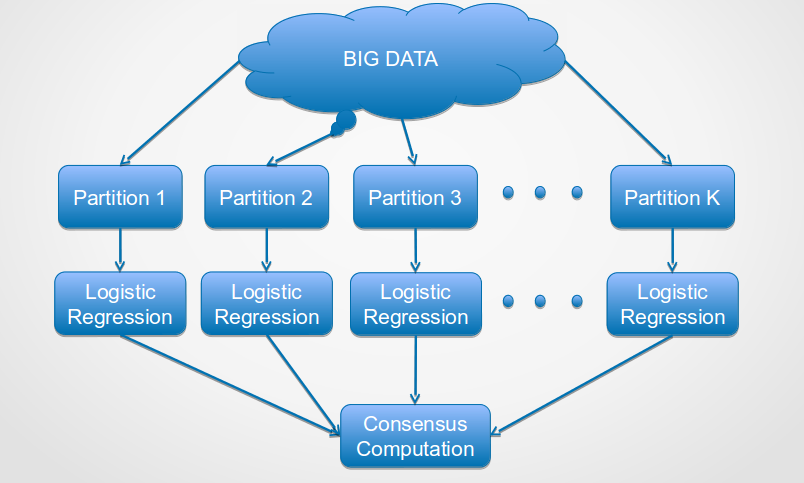 BIG DATA
Partition 1
Partition 2
Partition 3
Partition K
Logistic
Regression
Logistic
Regression
Logistic
Regression
Logistic
Regression
Consensus
Computation